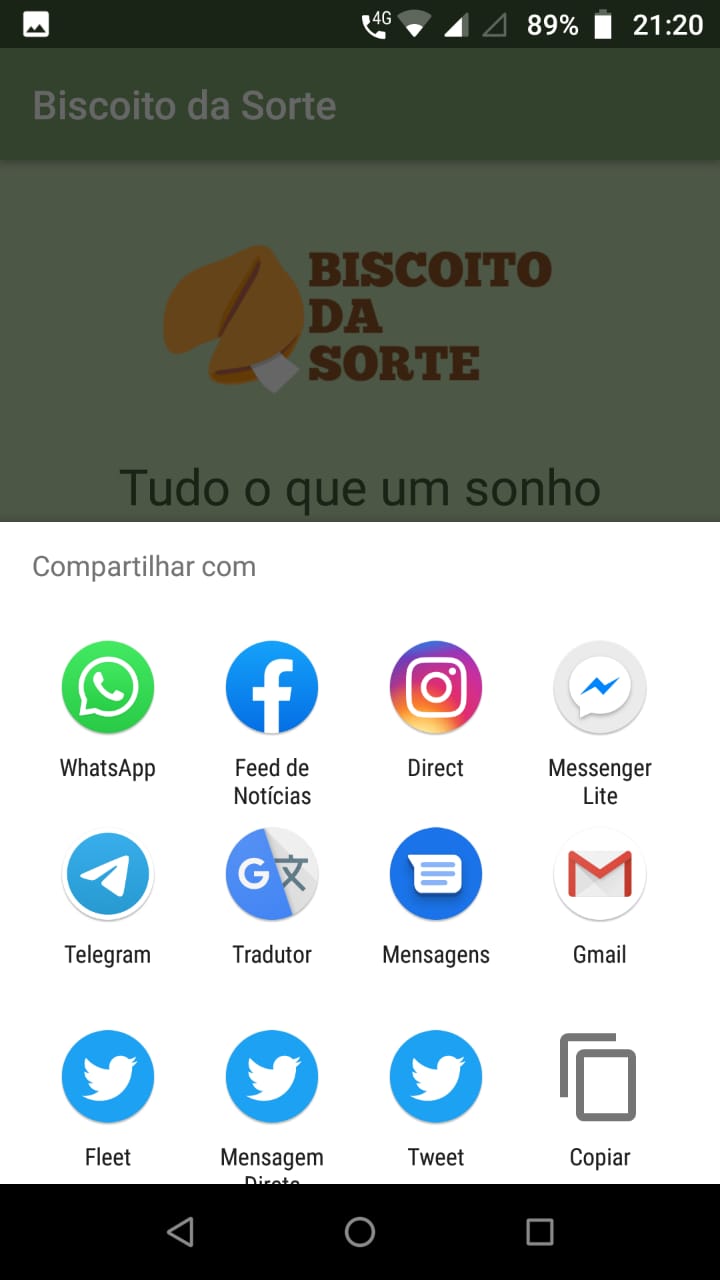 4G 89% 21:20
Biscoito da Sorte
BISCOITO
DA
SORTE
Tudo o que um sonho
Compartilhar com
WhatsApp Feed de Notícias Direct Messenger Lite
Telegram Tradutor Mensagens Gmail
Fleet Mensagem Direta Tweet Copiar